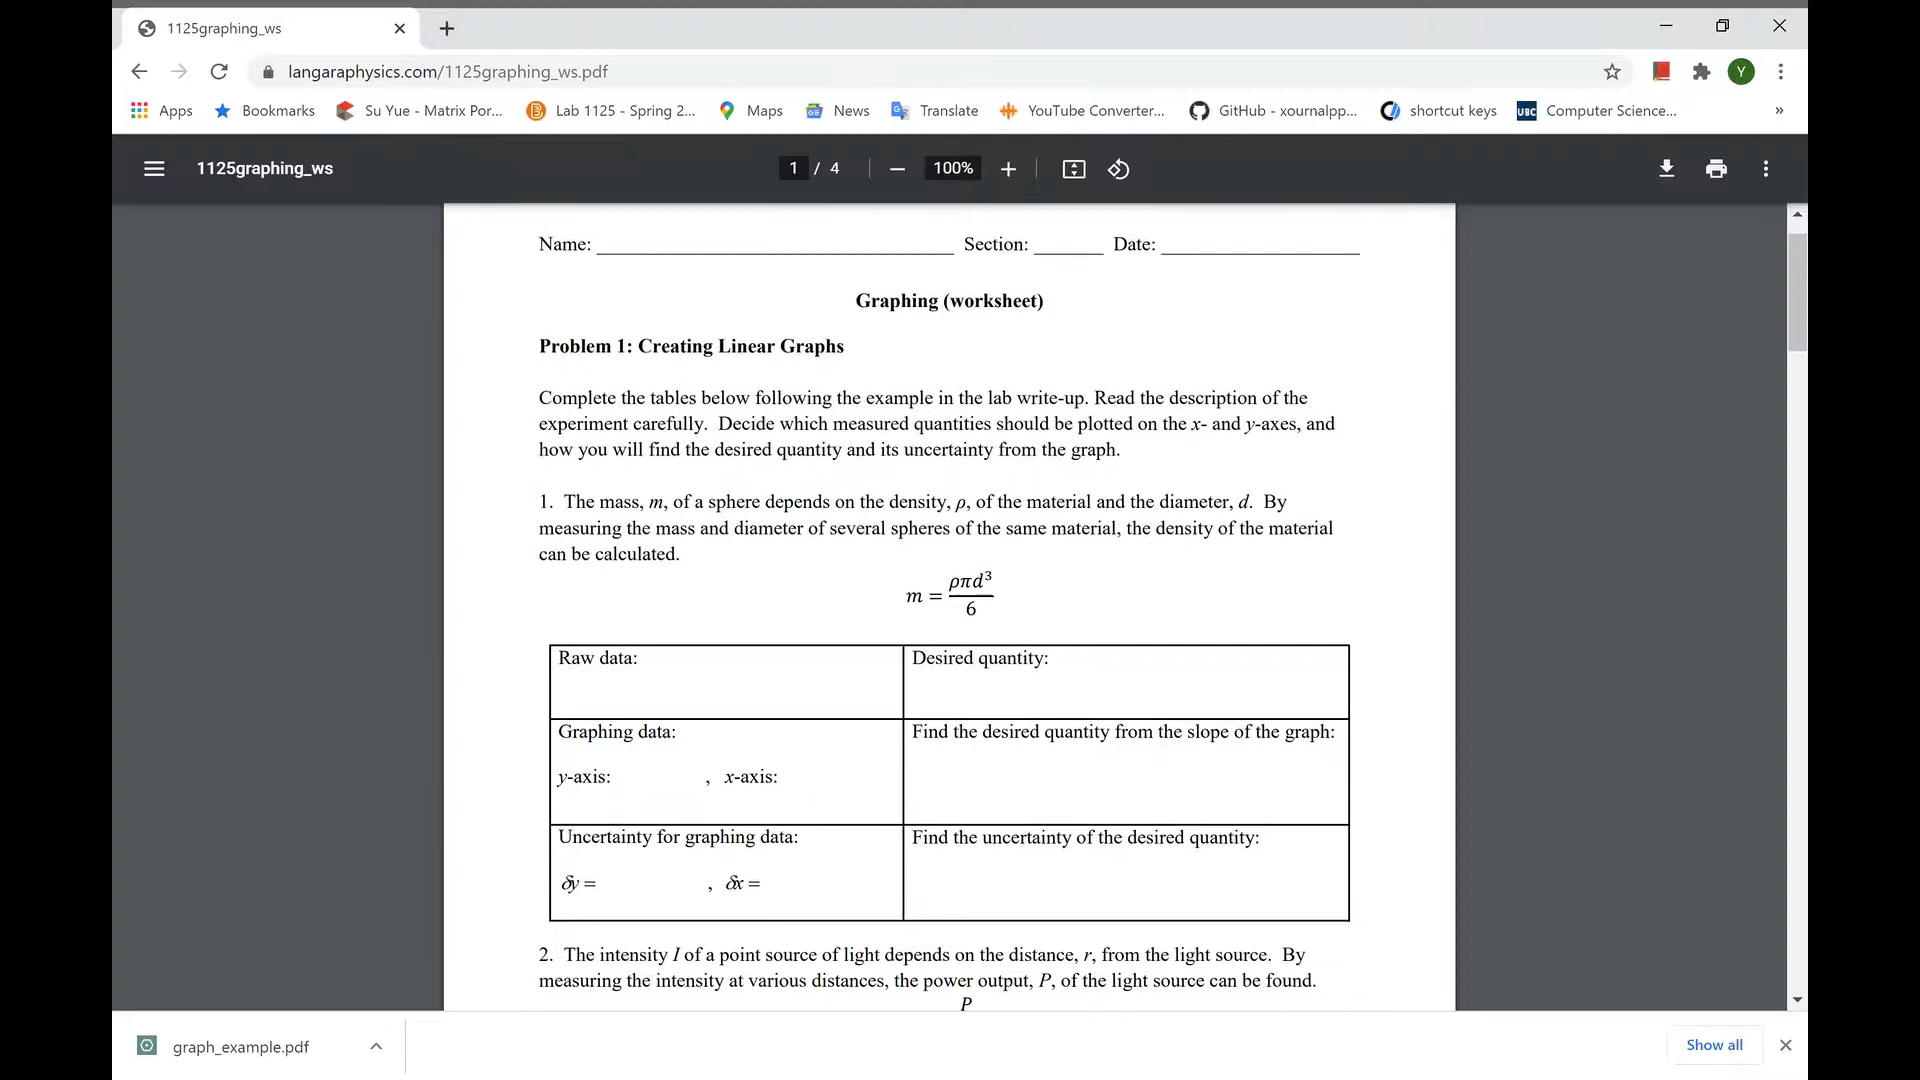 1125graphing_ws
langaraphysics.com/1125graphing_ws.pdf
Y
Apps Bookmarks Su Yue - Matrix Por... Lab 1125 - Spring 2... Maps News Translate YouTube Converter... GitHub - xournalpp... shortcut keys UBC Computer Science... »
1125graphing_ws 1 / 4 100%
Name: Section: Date:
Graphing (worksheet)
Problem 1: Creating Linear Graphs
Complete the tables below following the example in the lab write-up. Read the description of the
experiment carefully. Decide which measured quantities should be plotted on the x- and y-axes, and
how you will find the desired quantity and its uncertainty from the graph.
1. The mass, m, of a sphere depends on the density, ρ, of the material and the diameter, d. By
measuring the mass and diameter of several spheres of the same material, the density of the material
can be calculated.
m = ρπd³/6
Raw data: Desired quantity:
Graphing data: Find the desired quantity from the slope of the graph:
y-axis: , x-axis:
Uncertainty for graphing data: Find the uncertainty of the desired quantity:
δy = , δx =
2. The intensity I of a point source of light depends on the distance, r, from the light source. By
measuring the intensity at various distances, the power output, P, of the light source can be found.
P
graph_example.pdf Show all